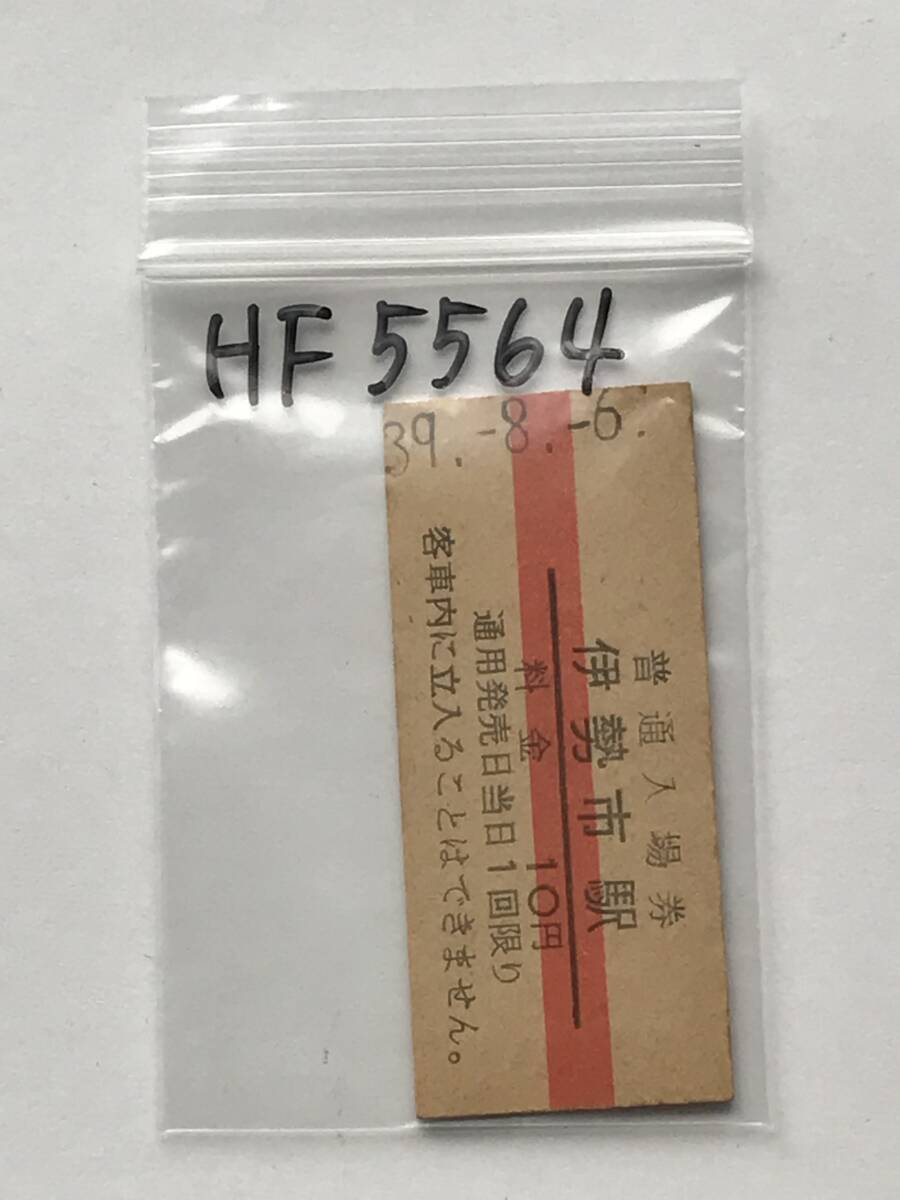 HF 5564
39.-8.-6.
普通入場券
伊勢市駅
料金 10円
通用発売日当日1回限り
客車内に立入ることはできません。